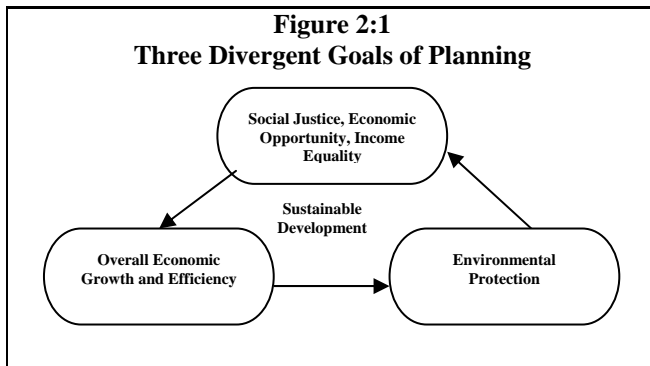 Figure 2:1
Three Divergent Goals of Planning
Social Justice, Economic
Opportunity, Income
Equality
Sustainable
Development
Overall Economic
Growth and Efficiency
Environmental
Protection